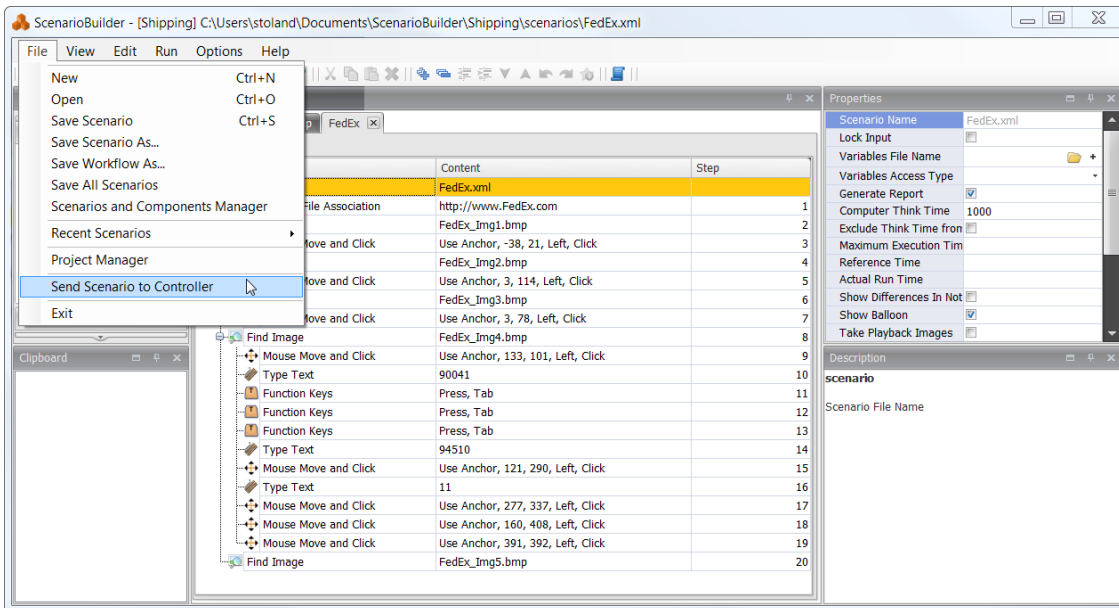 ScenarioBuilder - [Shipping] C:\Users\stoland\Documents\ScenarioBuilder\Shipping\scenarios\FedEx.xml
File View Edit Run Options Help
New Ctrl+N
Open Ctrl+O
Save Scenario Ctrl+S
Save Scenario As...
Save Workflow As...
Save All Scenarios
Scenarios and Components Manager
Recent Scenarios
Project Manager
Send Scenario to Controller
Exit
FedEx
Content Step
FedEx.xml
File Association http://www.FedEx.com 1
FedEx_Img1.bmp 2
Move and Click Use Anchor, -38, 21, Left, Click 3
FedEx_Img2.bmp 4
Move and Click Use Anchor, 3, 114, Left, Click 5
FedEx_Img3.bmp 6
Move and Click Use Anchor, 3, 78, Left, Click 7
Find Image FedEx_Img4.bmp 8
Mouse Move and Click Use Anchor, 133, 101, Left, Click 9
Type Text 90041 10
Function Keys Press, Tab 11
Function Keys Press, Tab 12
Function Keys Press, Tab 13
Type Text 94510 14
Mouse Move and Click Use Anchor, 121, 290, Left, Click 15
Type Text 11 16
Mouse Move and Click Use Anchor, 277, 337, Left, Click 17
Mouse Move and Click Use Anchor, 160, 408, Left, Click 18
Mouse Move and Click Use Anchor, 391, 392, Left, Click 19
Find Image FedEx_Img5.bmp 20
Clipboard
Properties
Scenario Name FedEx.xml
Lock Input
Variables File Name
Variables Access Type
Generate Report
Computer Think Time 1000
Exclude Think Time from
Maximum Execution Tim
Reference Time
Actual Run Time
Show Differences In Not
Show Balloon
Take Playback Images
Description
scenario
Scenario File Name